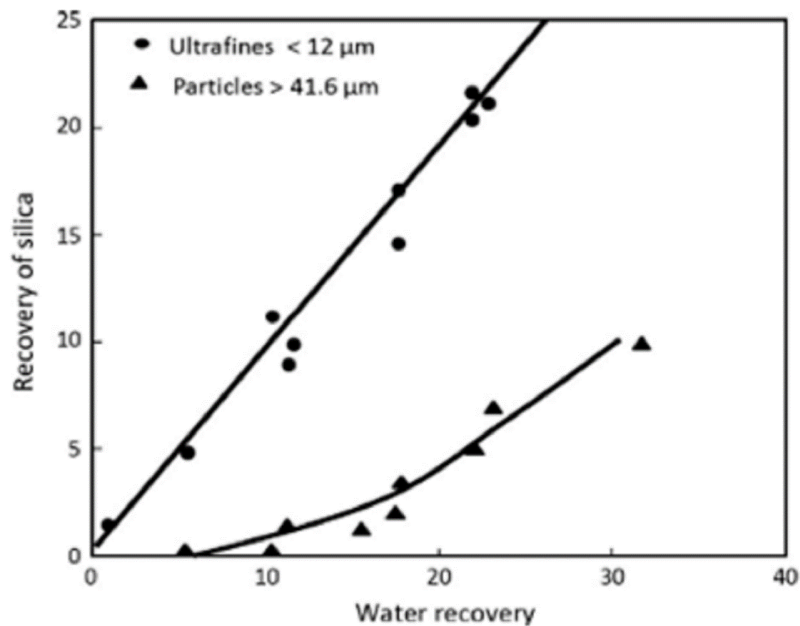 25
Ultrafines < 12 µm
Particles > 41.6 µm
20
15
10
5
0
Recovery of silica
0 10 20 30 40
Water recovery